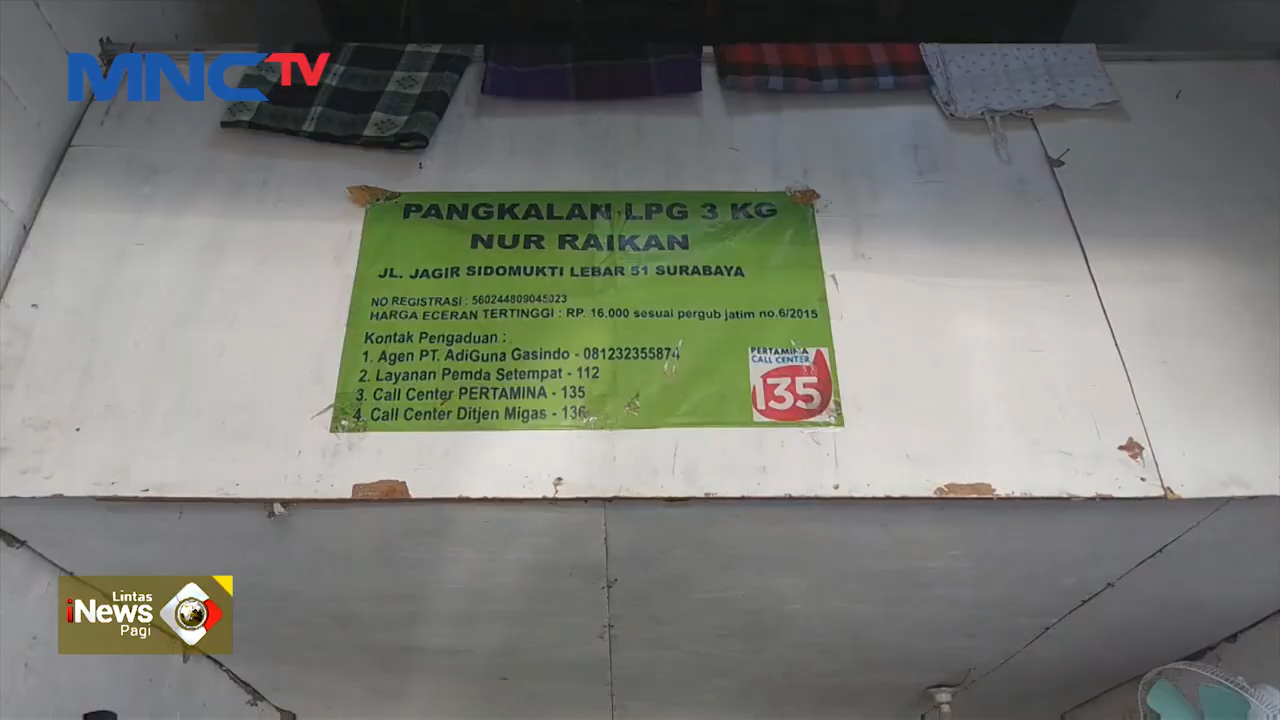 MNCTV
PANGKALAN LPG 3 KG
NUR RAIKAN
JL. JAGIR SIDOMUKTI LEBAR 51 SURABAYA
NO REGISTRASI : 560244809045023
HARGA ECERAN TERTINGGI : RP. 16.000 sesuai pergub jatim no.6/2015
Kontak Pengaduan :
1. Agen PT. AdiGuna Gasindo - 081232355874
2. Layanan Pemda Setempat - 112
3. Call Center PERTAMINA - 135
4. Call Center Ditjen Migas - 136
PERTAMINA
CALL CENTER
135
Lintas
iNews
Pagi